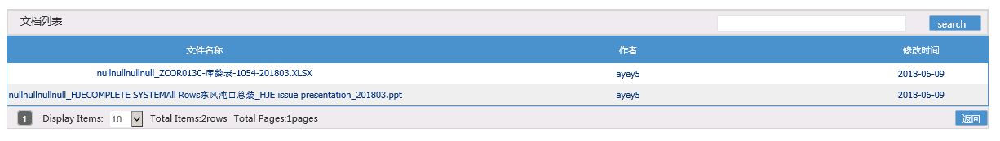 文档列表
search
文件名称 作者 修改时间
nullnullnullnull_ZCOR0130-库龄表-1054-201803.XLSX ayey5 2018-06-09
nullnullnullnull_HJECOMPLETE SYSTEMAll Rows东风沌口总装_HJE issue presentation_201803.ppt ayey5 2018-06-09
1 Display Items: 10 Total Items:2rows Total Pages:1pages 返回